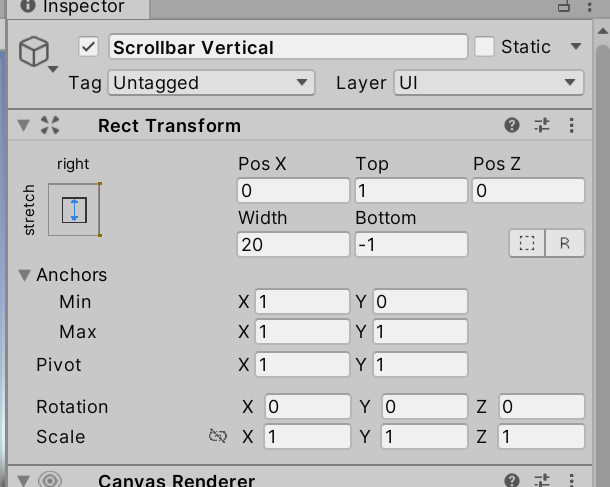 Inspector
Scrollbar Vertical Static
Tag Untagged Layer UI
Rect Transform
right Pos X Top Pos Z
stretch 0 1 0
Width Bottom
20 -1 R
Anchors
Min X 1 Y 0
Max X 1 Y 1
Pivot X 1 Y 1
Rotation X 0 Y 0 Z 0
Scale X 1 Y 1 Z 1
Canvas Renderer